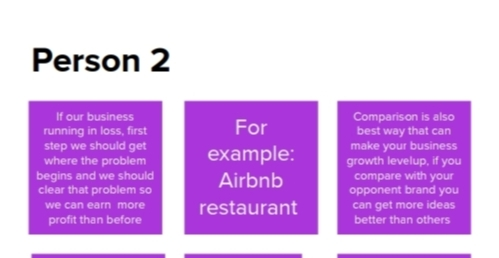 Person 2
If our business
running in loss, first
step we should get
where the problem
begins and we should
clear that problem so
we can earn more
profit than before
For
example:
Airbnb
restaurant
Comparison is also
best way that can
make your business
growth levelup, if you
compare with your
opponent brand you
can get more ideas
better than others